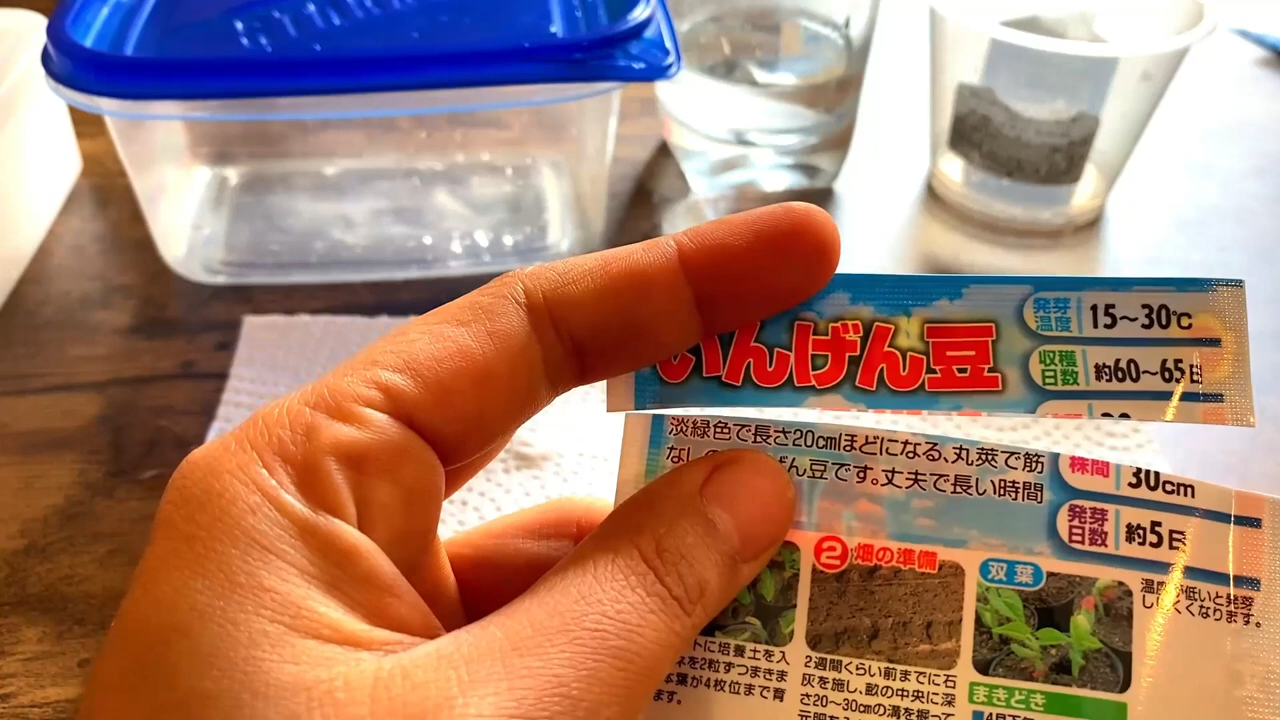 いんげん豆
発芽
温度
15〜30℃
収穫
日数
約60〜65日
淡緑色で長さ20cmほどになる、丸莢で筋
なし
げん豆です。丈夫で長い時間
株間
30cm
発芽
日数
約5日
2 畑の準備
双葉
温度が低いと発芽
しにくくなります。
トに培養土を入
ネを2粒ずつまきま
本葉が4枚位まで育
ます。
2週間くらい前までに石
灰を施し、畝の中央に深
さ20〜30cmの溝を掘って
まきどき
4月下